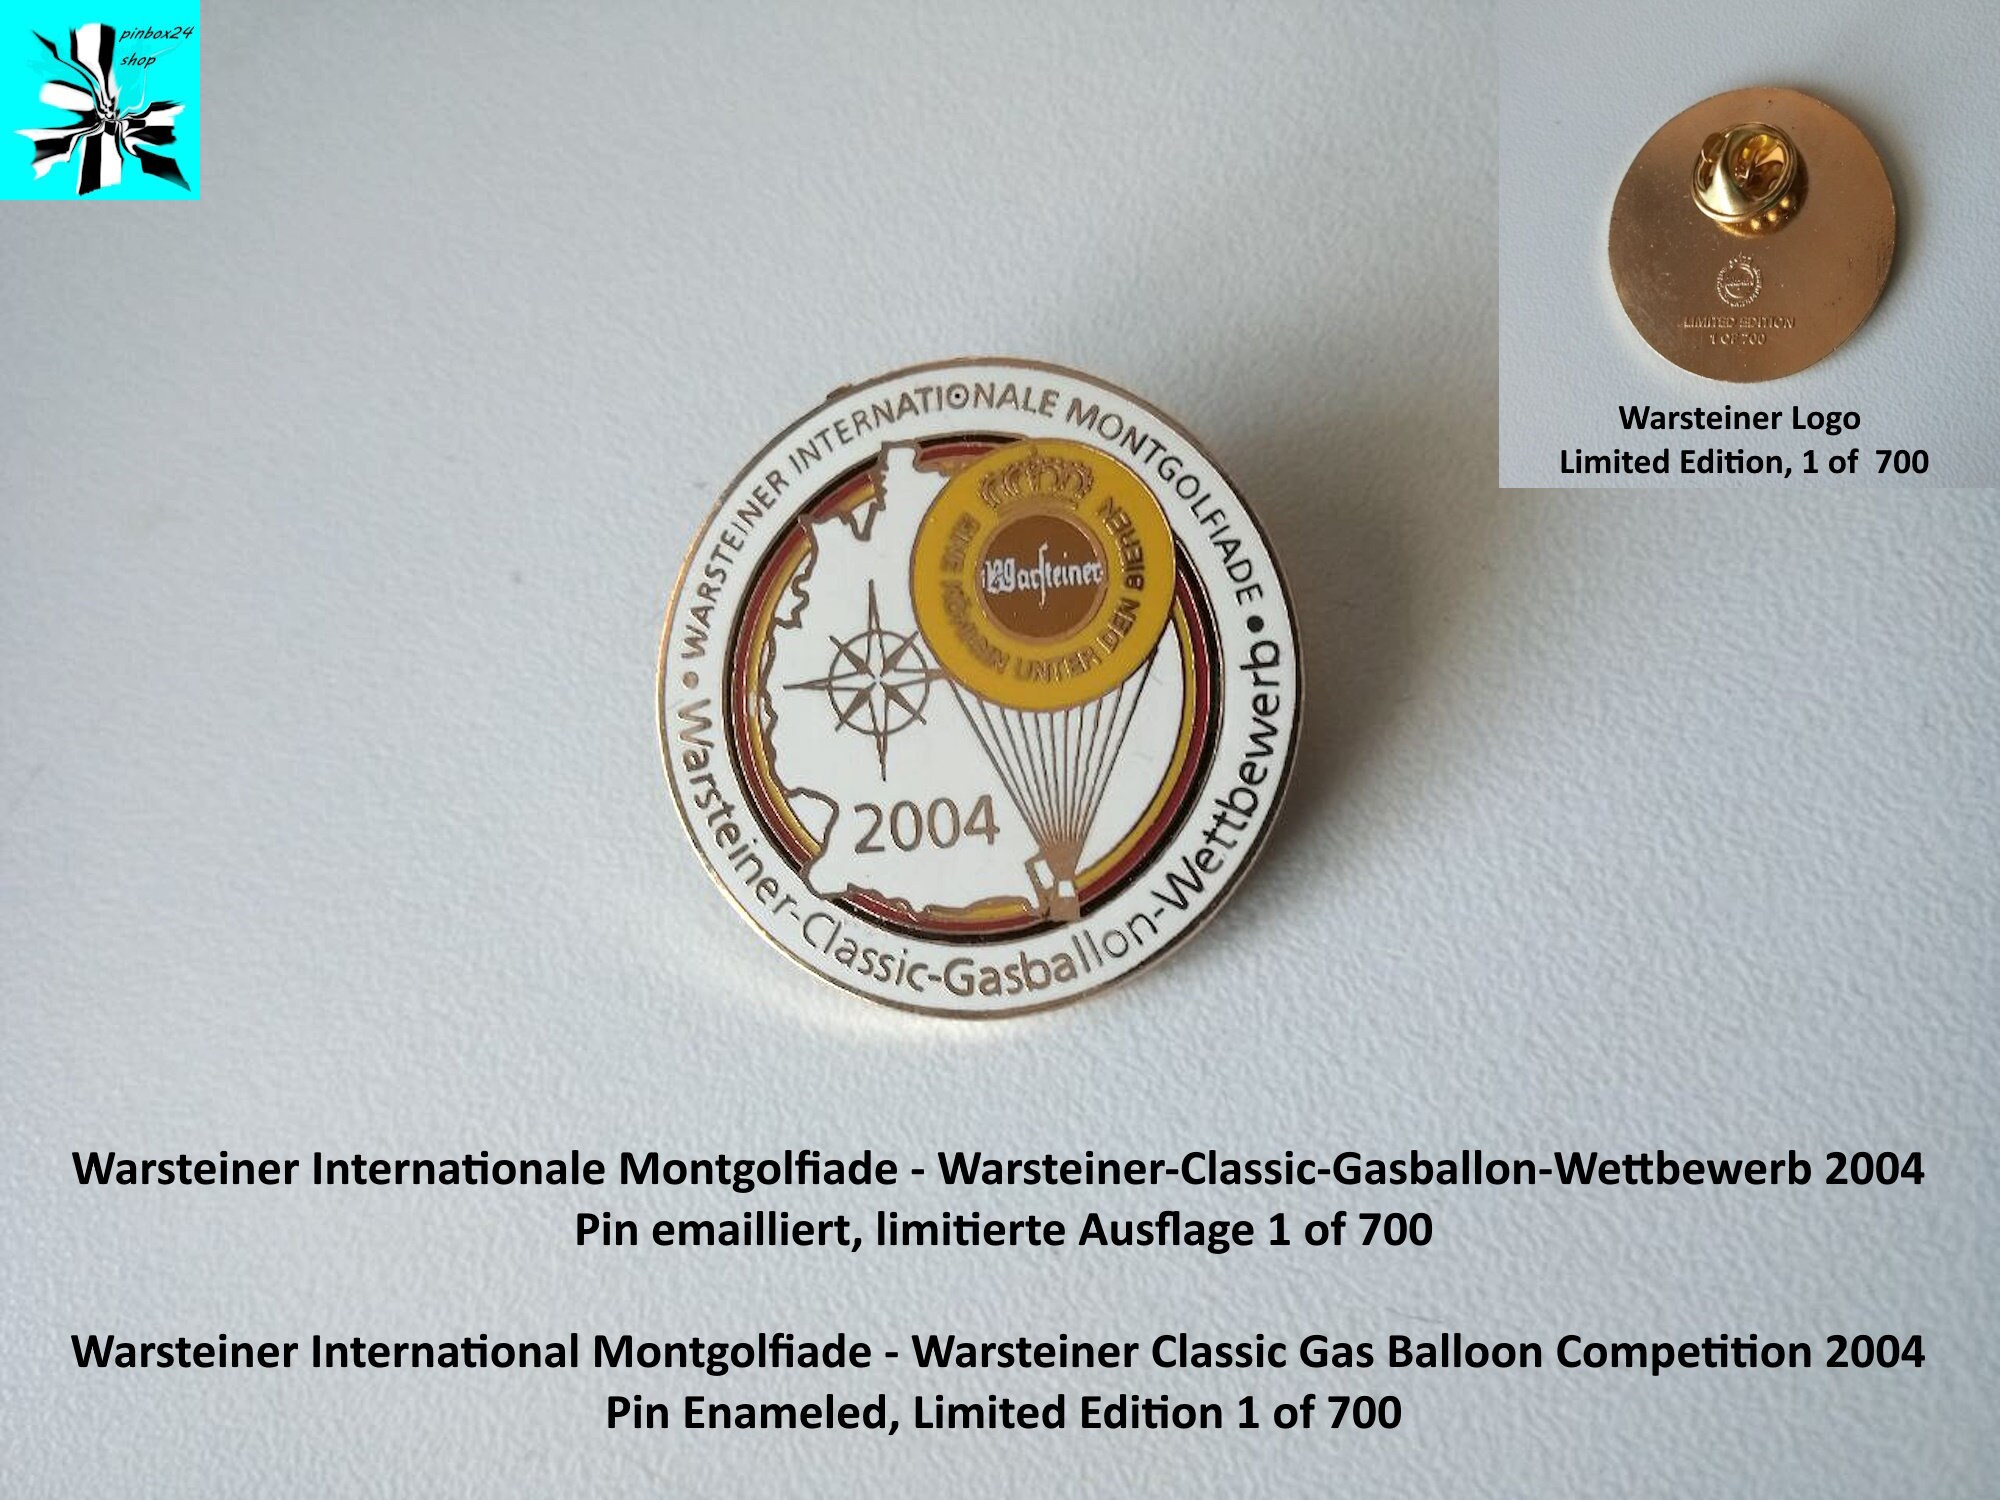 pinbox24
shop
LIMITED EDITION
1 OF 700
Warsteiner Logo
Limited Edition, 1 of 700
• WARSTEINER INTERNATIONALE MONTGOLFIADE •
EINE KÖNIGIN UNTER DEN BIEREN
Warsteiner
2004
Warsteiner-Classic-Gasballon-Wettbewerb
Warsteiner Internationale Montgolfiade - Warsteiner-Classic-Gasballon-Wettbewerb 2004
Pin emailliert, limitierte Ausflage 1 of 700
Warsteiner International Montgolfiade - Warsteiner Classic Gas Balloon Competition 2004
Pin Enameled, Limited Edition 1 of 700